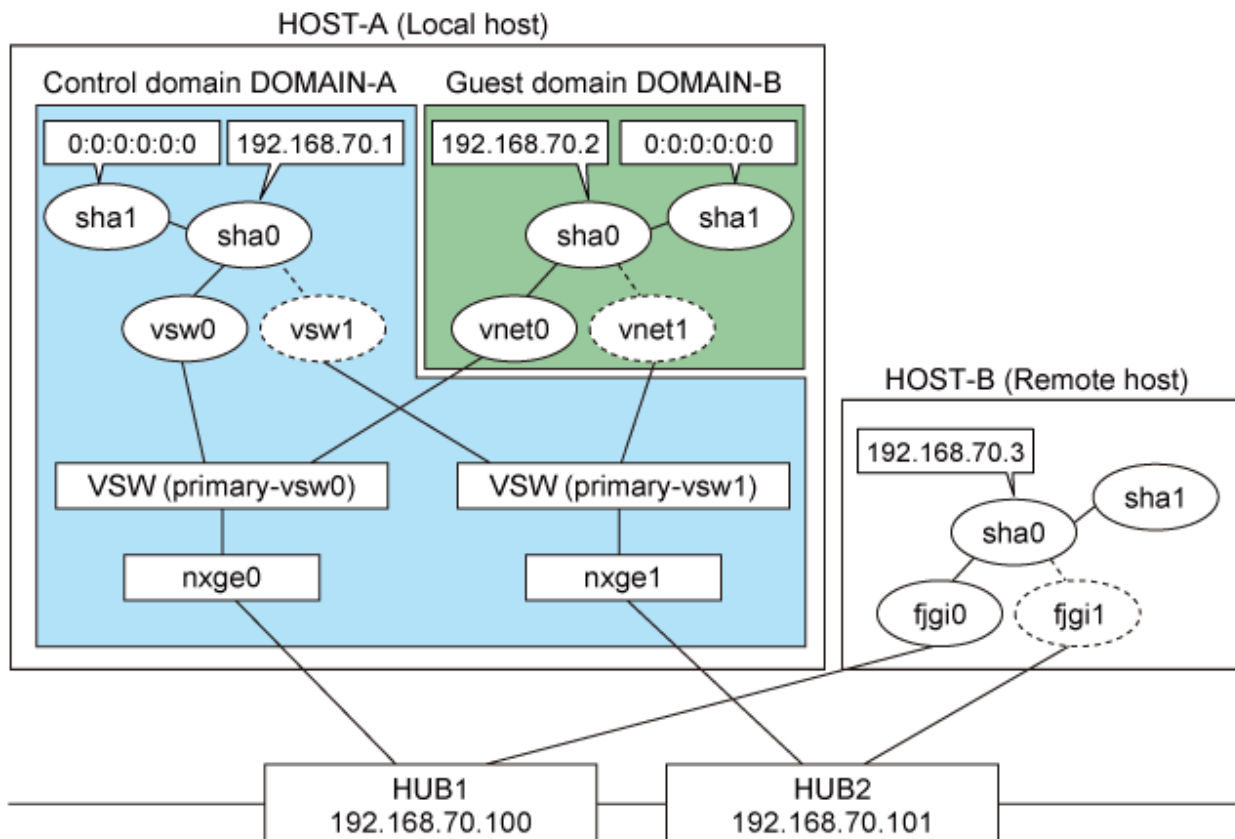 HOST-A (Local host)
Control domain DOMAIN-A
Guest domain DOMAIN-B
0:0:0:0:0:0
192.168.70.1
192.168.70.2
0:0:0:0:0:0
sha1
sha0
sha0
sha1
vsw0
vsw1
vnet0
vnet1
HOST-B (Remote host)
192.168.70.3
VSW (primary-vsw0)
VSW (primary-vsw1)
sha0
sha1
nxge0
nxge1
fjgi0
fjgi1
HUB1
192.168.70.100
HUB2
192.168.70.101